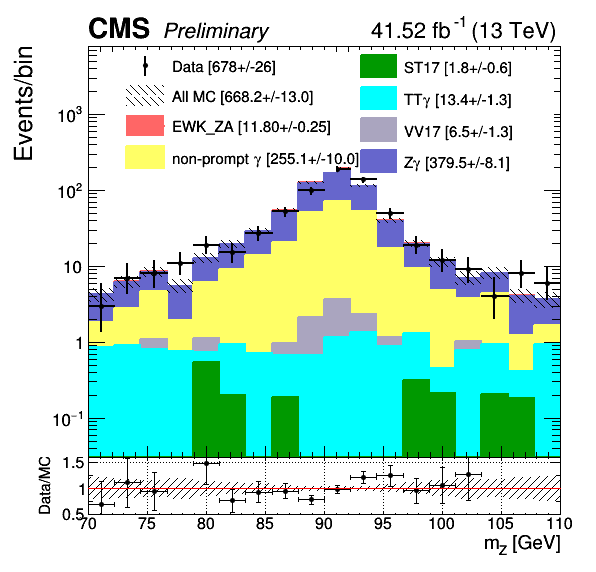 CMS Preliminary 41.52 fb⁻¹ (13 TeV)
Events/bin
Data [678+/-26]
All MC [668.2+/-13.0]
EWK_ZA [11.80+/-0.25]
non-prompt γ [255.1+/-10.0]
ST17 [1.8+/-0.6]
TTγ [13.4+/-1.3]
VV17 [6.5+/-1.3]
Zγ [379.5+/-8.1]
10³
10²
10
1
10⁻¹
Data/MC
1.5
1
0.5
70 75 80 85 90 95 100 105 110
m_Z [GeV]